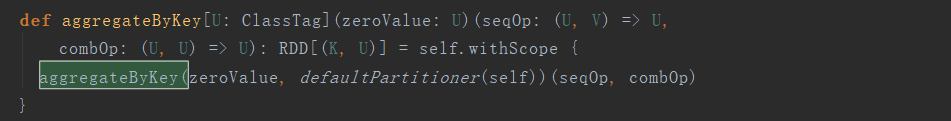 def aggregateByKey[U: ClassTag](zeroValue: U)(seqOp: (U, V) => U,
combOp: (U, U) => U): RDD[(K, U)] = self.withScope {
aggregateByKey(zeroValue, defaultPartitioner(self))(seqOp, combOp)
}